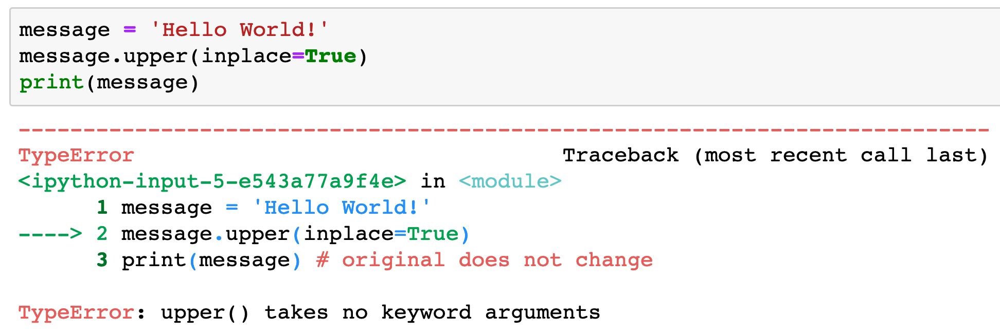 message = 'Hello World!'
message.upper(inplace=True)
print(message)
---------------------------------------------------------------------------
TypeError                                 Traceback (most recent call last)
<ipython-input-5-e543a77a9f4e> in <module>
      1 message = 'Hello World!'
----> 2 message.upper(inplace=True)
      3 print(message) # original does not change
TypeError: upper() takes no keyword arguments